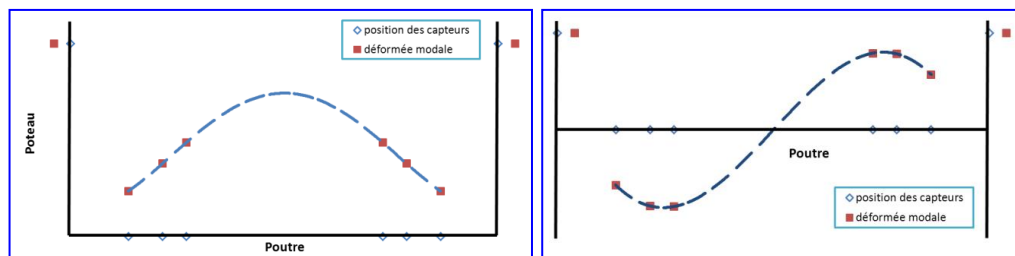 position des capteurs
déformée modale
Poteau
Poutre
Poutre
position des capteurs
déformée modale